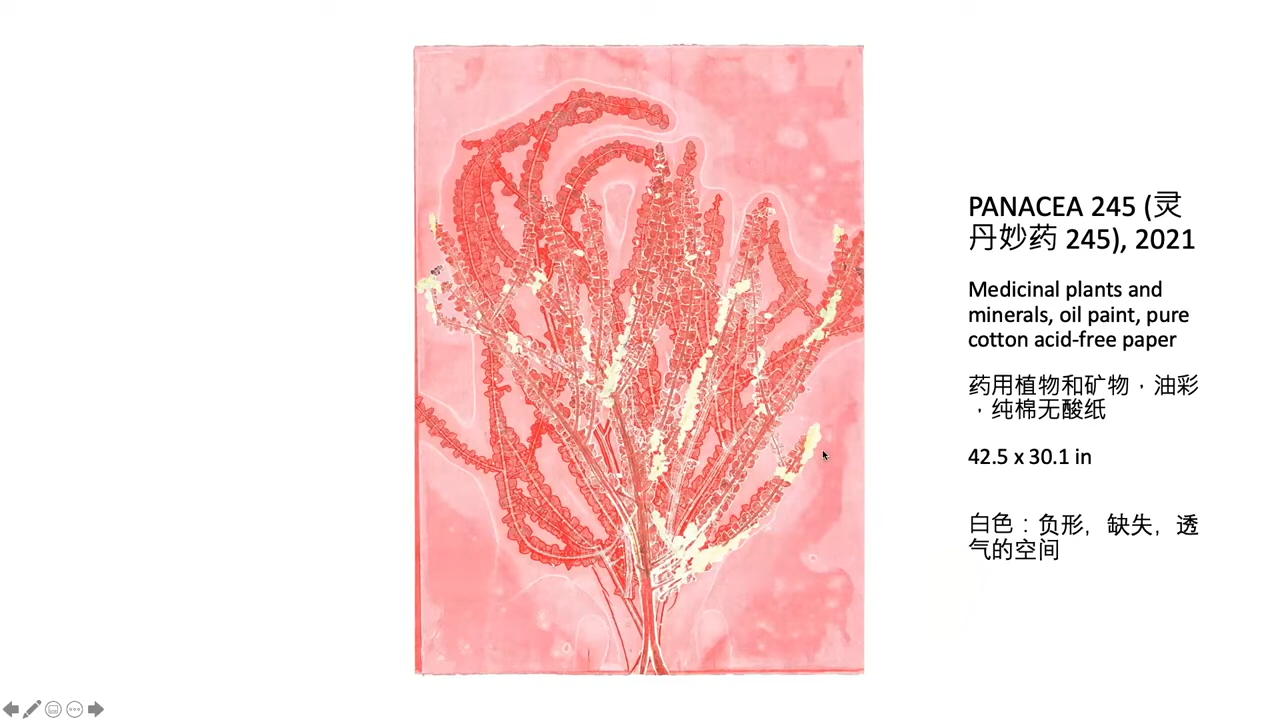 PANACEA 245 (灵
丹妙药 245), 2021
Medicinal plants and
minerals, oil paint, pure
cotton acid-free paper
药用植物和矿物，油彩
，纯棉无酸纸
42.5 x 30.1 in
白色：负形，缺失，透
气的空间